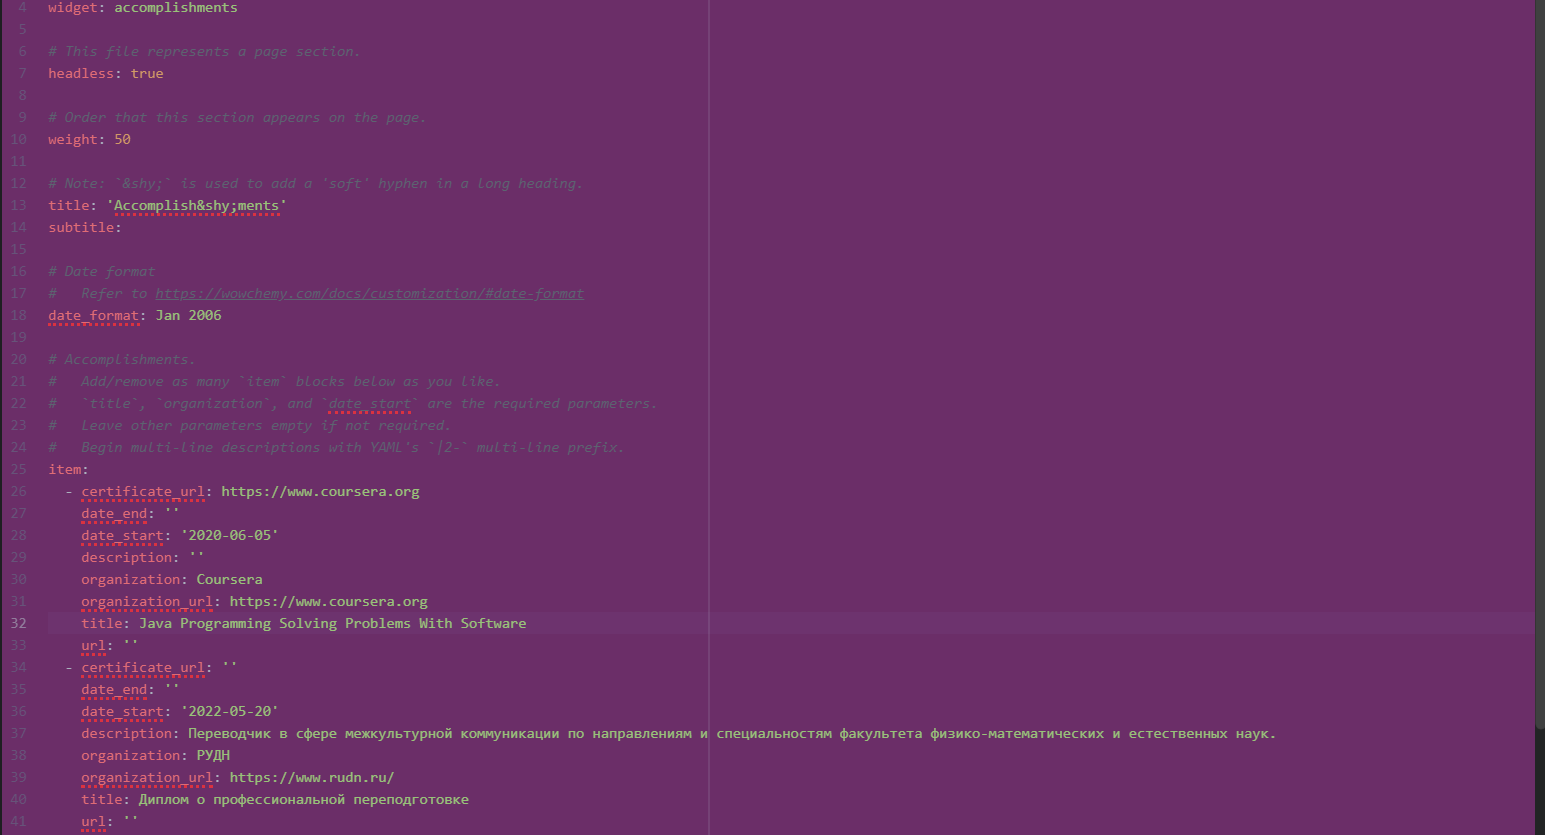 4 widget: accomplishments
5
6 # This file represents a page section.
7 headless: true
8
9 # Order that this section appears on the page.
10 weight: 50
11
12 # Note: `&shy;` is used to add a 'soft' hyphen in a long heading.
13 title: 'Accomplish&shy;ments'
14 subtitle:
15
16 # Date format
17 #   Refer to https://wowchemy.com/docs/customization/#date-format
18 date_format: Jan 2006
19
20 # Accomplishments.
21 #   Add/remove as many `item` blocks below as you like.
22 #   `title`, `organization`, and `date_start` are the required parameters.
23 #   Leave other parameters empty if not required.
24 #   Begin multi-line descriptions with YAML's `|2-` multi-line prefix.
25 item:
26   - certificate_url: https://www.coursera.org
27     date_end: ''
28     date_start: '2020-06-05'
29     description: ''
30     organization: Coursera
31     organization_url: https://www.coursera.org
32     title: Java Programming Solving Problems With Software
33     url: ''
34   - certificate_url: ''
35     date_end: ''
36     date_start: '2022-05-20'
37     description: Переводчик в сфере межкультурной коммуникации по направлениям и специальностям факультета физико-математических и естественных наук.
38     organization: РУДН
39     organization_url: https://www.rudn.ru/
40     title: Диплом о профессиональной переподготовке
41     url: ''